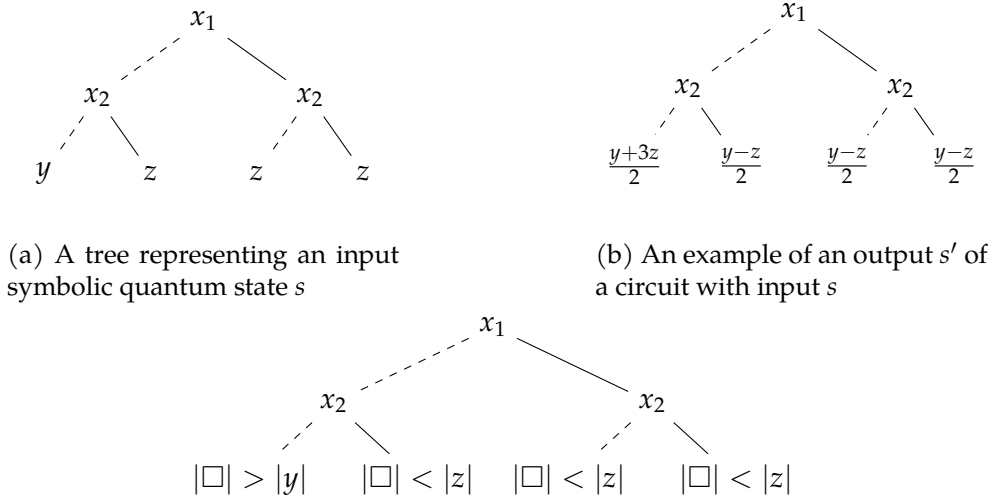 x₁ x₁
x₂ x₂ x₂ x₂
y z z z (y+3z)/2 (y−z)/2 (y−z)/2 (y−z)/2
(a) A tree representing an input
symbolic quantum state s
(b) An example of an output s′ of
a circuit with input s
x₁
x₂ x₂
|□| > |y| |□| < |z| |□| < |z| |□| < |z|